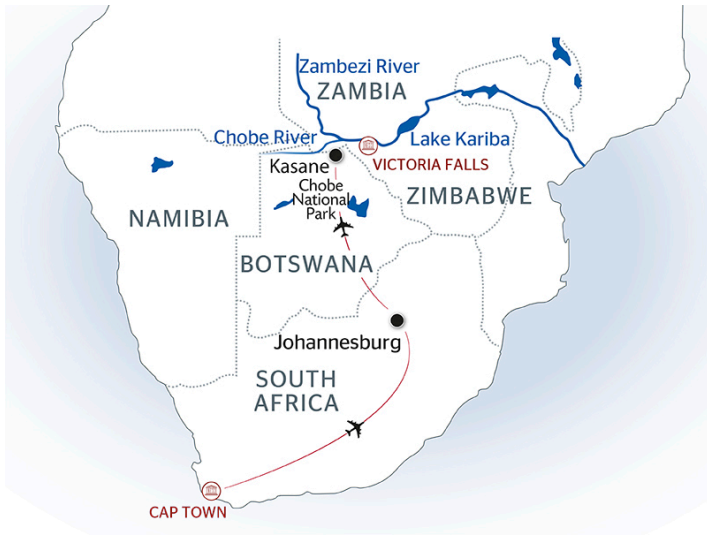 Zambezi River
ZAMBIA
Chobe River
Lake Kariba
Kasane
VICTORIA FALLS
Chobe
National
Park
ZIMBABWE
NAMIBIA
BOTSWANA
Johannesburg
SOUTH
AFRICA
CAP TOWN